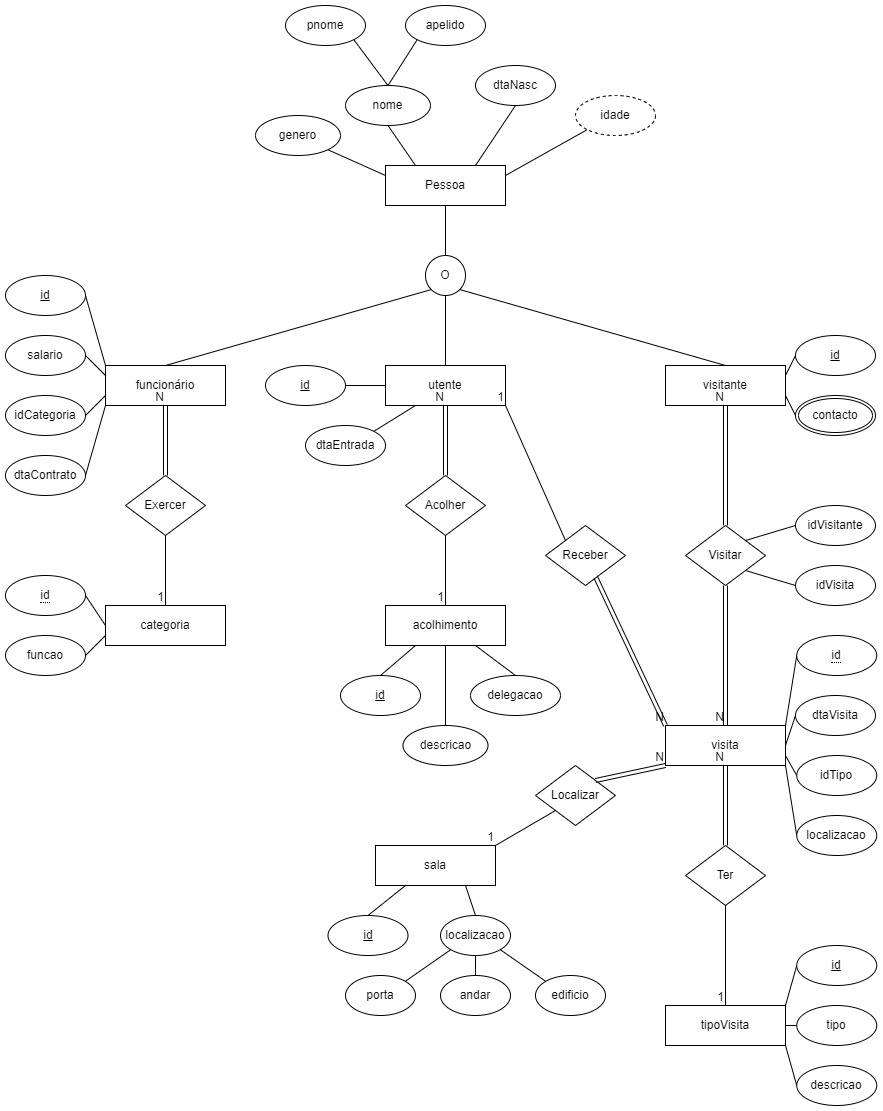 pnome
apelido
dtaNasc
nome
idade
genero
Pessoa
O
id
salario
funcionário
N
idCategoria
dtaContrato
id
utente
N
1
dtaEntrada
visitante
N
id
contacto
Exercer
Acolher
Receber
Visitar
idVisitante
idVisita
id
funcao
1
categoria
1
acolhimento
id
delegacao
descricao
N
N
visita
N
N
id
dtaVisita
idTipo
localizacao
Localizar
1
sala
id
localizacao
porta
andar
edificio
Ter
1
tipoVisita
id
tipo
descricao